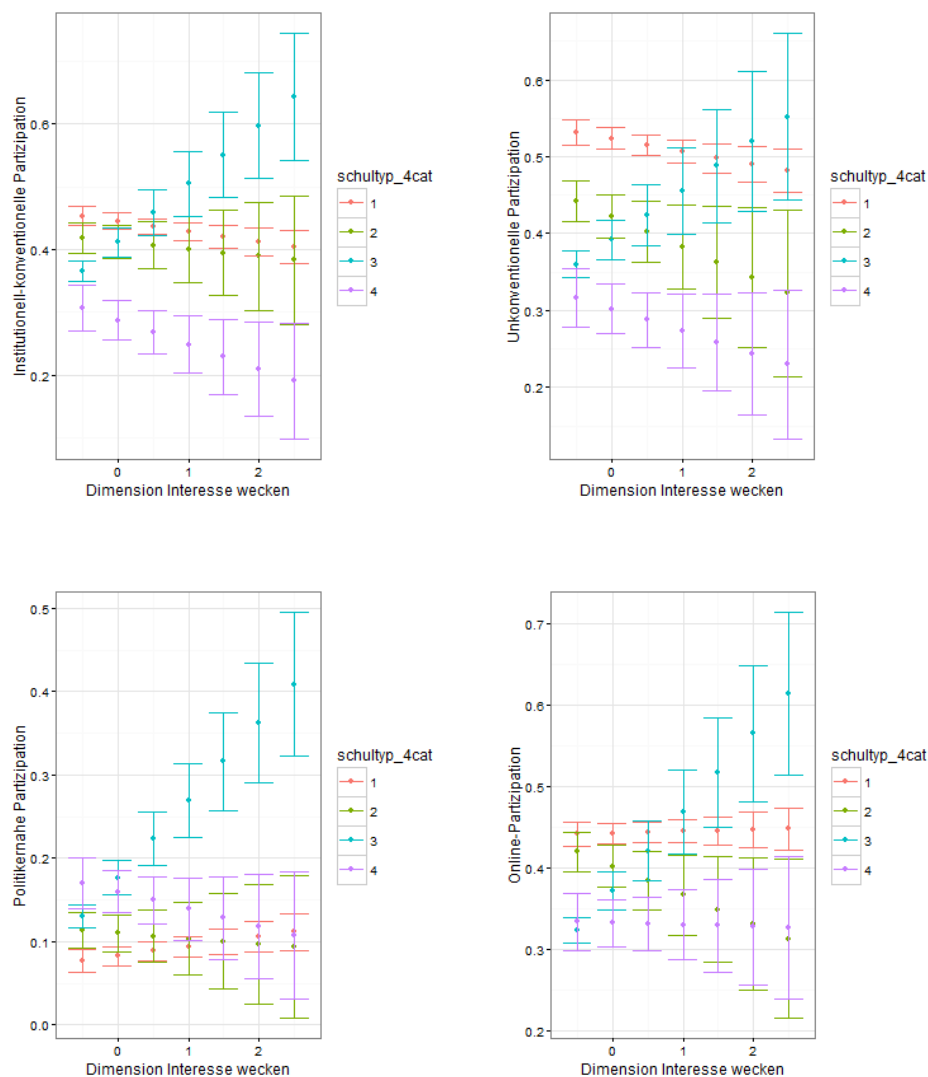 Institutionell-konventionelle Partizipation
0.6
0.4
0.2
0 1 2
Dimension Interesse wecken
schultyp_4cat
1
2
3
4
Unkonventionelle Partizipation
0.6
0.5
0.4
0.3
0.2
0 1 2
Dimension Interesse wecken
schultyp_4cat
1
2
3
4
Politikernahe Partizipation
0.5
0.4
0.3
0.2
0.1
0.0
0 1 2
Dimension Interesse wecken
schultyp_4cat
1
2
3
4
Online-Partizipation
0.7
0.6
0.5
0.4
0.3
0.2
0 1 2
Dimension Interesse wecken
schultyp_4cat
1
2
3
4